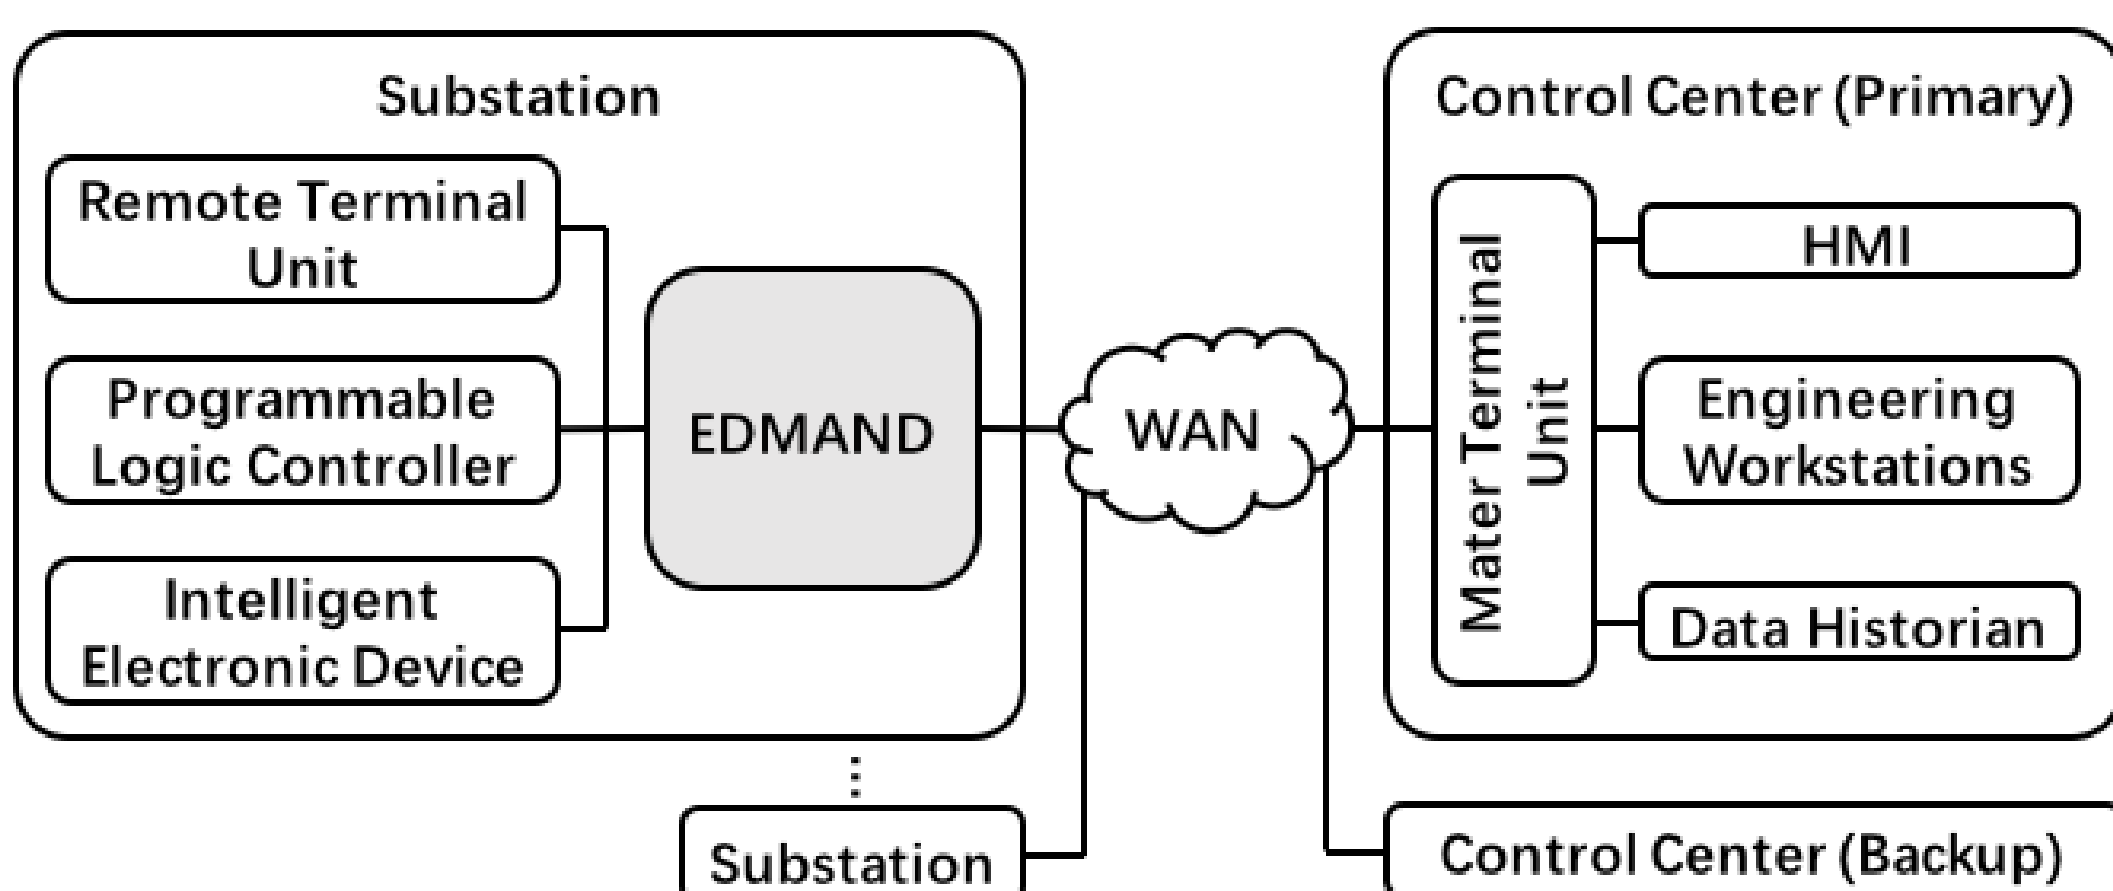 Substation
Remote Terminal
Unit
Programmable
Logic Controller
Intelligent
Electronic Device
EDMAND
WAN
Control Center (Primary)
Mater Terminal
Unit
HMI
Engineering
Workstations
Data Historian
⋮
Substation
Control Center (Backup)